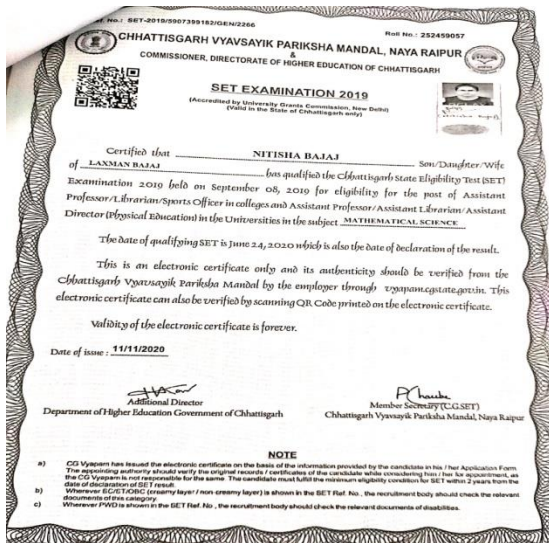 f. No.: SET-2019/5907399182/GEN/2266
Roll No.: 252459057
CHHATTISGARH VYAVSAYIK PARIKSHA MANDAL, NAYA RAIPUR
&
COMMISSIONER, DIRECTORATE OF HIGHER EDUCATION OF CHHATTISGARH
SET EXAMINATION 2019
(Accredited by University Grants Commission, New Delhi)
(Valid in the State of Chhattisgarh only)
Certified that NITISHA BAJAJ Son/Daughter/Wife
of LAXMAN BAJAJ has qualified the Chhattisgarh State Eligibility Test (SET)
Examination 2019 held on September 08, 2019 for eligibility for the post of Assistant
Professor/Librarian/Sports Officer in colleges and Assistant Professor/Assistant Librarian/Assistant
Director (Physical Education) in the Universities in the subject MATHEMATICAL SCIENCE
The date of qualifying SET is June 24, 2020 which is also the date of declaration of the result.
This is an electronic certificate only and its authenticity should be verified from the
Chhattisgarh Vyavsayik Pariksha Mandal by the employer through vyapam.cgstate.gov.in. This
electronic certificate can also be verified by scanning QR Code printed on the electronic certificate.
Validity of the electronic certificate is forever.
Date of issue : 11/11/2020
Additional Director
Department of Higher Education Government of Chhattisgarh
Member Secretary (C.G.SET)
Chhattisgarh Vyavsayik Pariksha Mandal, Naya Raipur
NOTE
a) CG Vyapam has issued the electronic certificate on the basis of the information provided by the candidate in his / her Application Form
The appointing authority should verify the original records / certificates of the candidate while considering him / her for appointment, as
the CG Vyapam is not responsible for the same. The candidate must fulfil the minimum eligibility condition for SET within 2 years from the
date of declaration of SET result.
b) Wherever SC/ST/OBC (creamy layer / non creamy layer) is shown in the SET Ref. No., the recruitment body should check the relevant
documents of this category.
c) Wherever PWD is shown in the SET Ref. No., the recruitment body should check the relevant documents of disabilities.